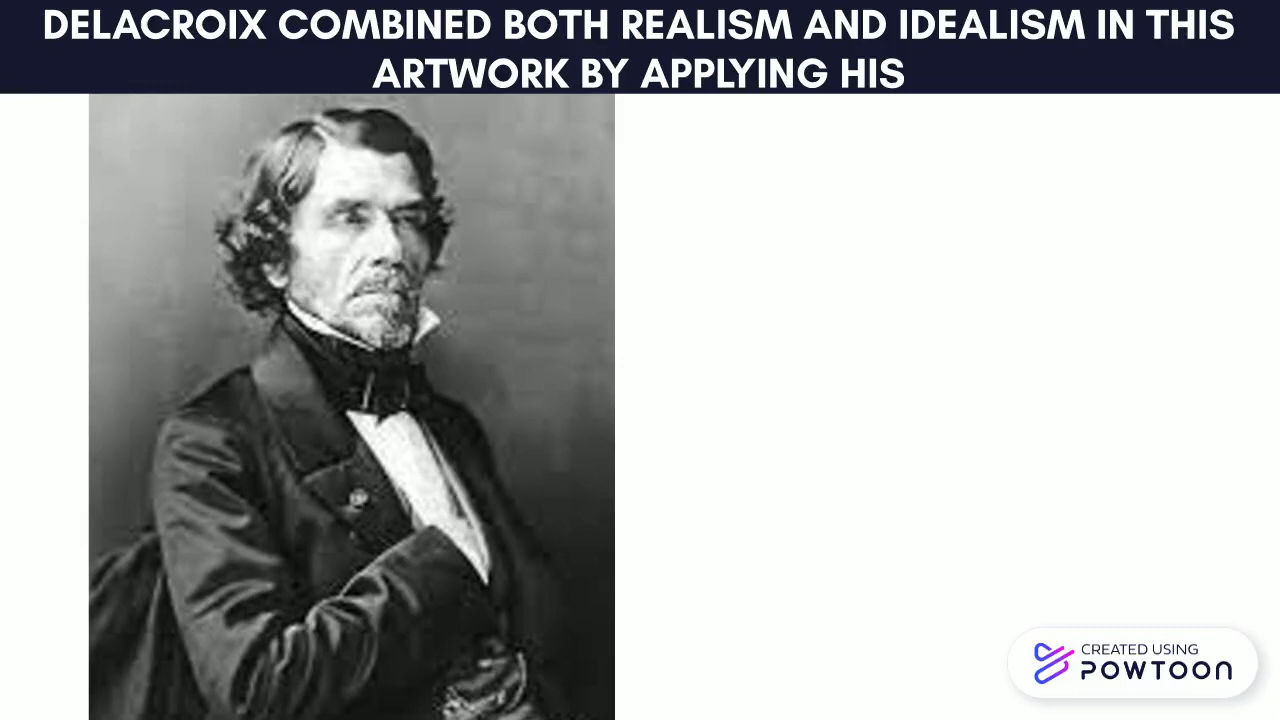 DELACROIX COMBINED BOTH REALISM AND IDEALISM IN THIS
ARTWORK BY APPLYING HIS
CREATED USING
POWTOON